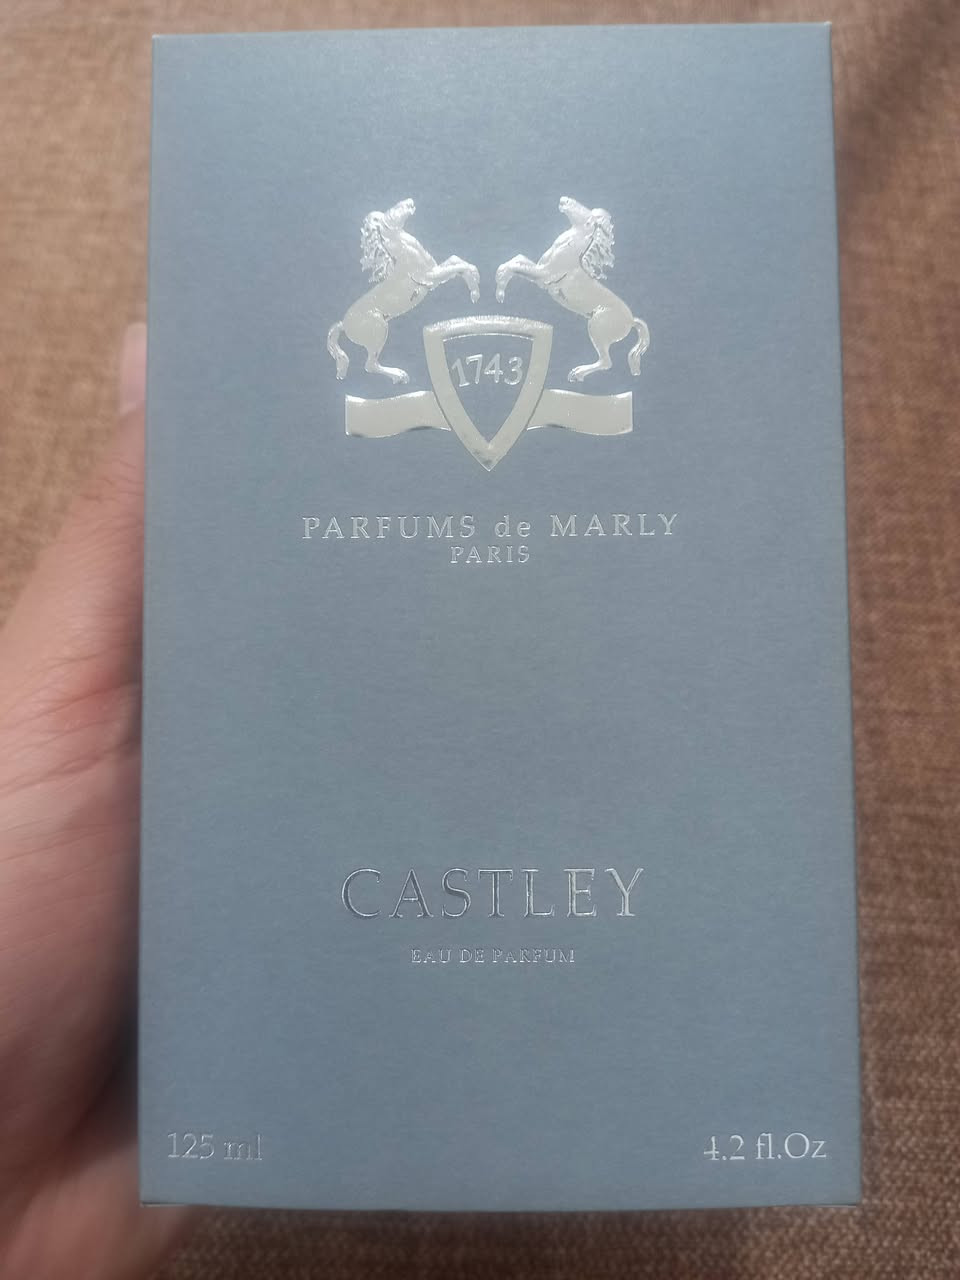 1743
PARFUMS de MARLY
PARIS
CASTLEY
EAU DE PARFUM
125 ml
4.2 fl.Oz